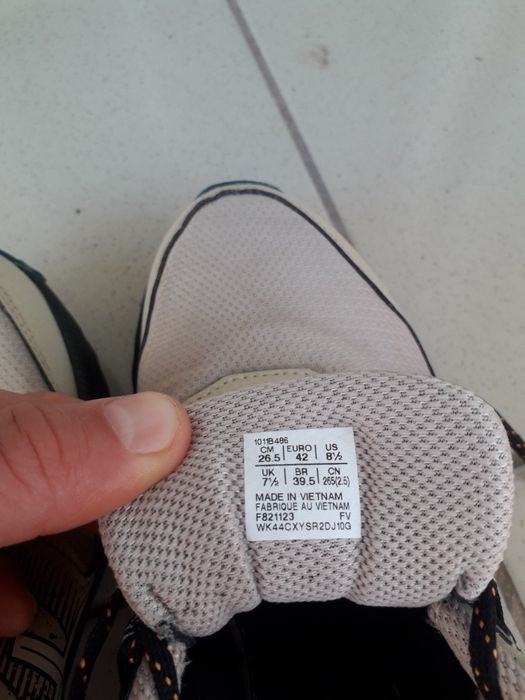 1011B486
CM EURO US
26.5 42 8½
UK BR CN
7½ 39.5 265(2.5)
MADE IN VIETNAM
FABRIQUE AU VIETNAM
F821123 FV
WK44CXYSR2DJ10G